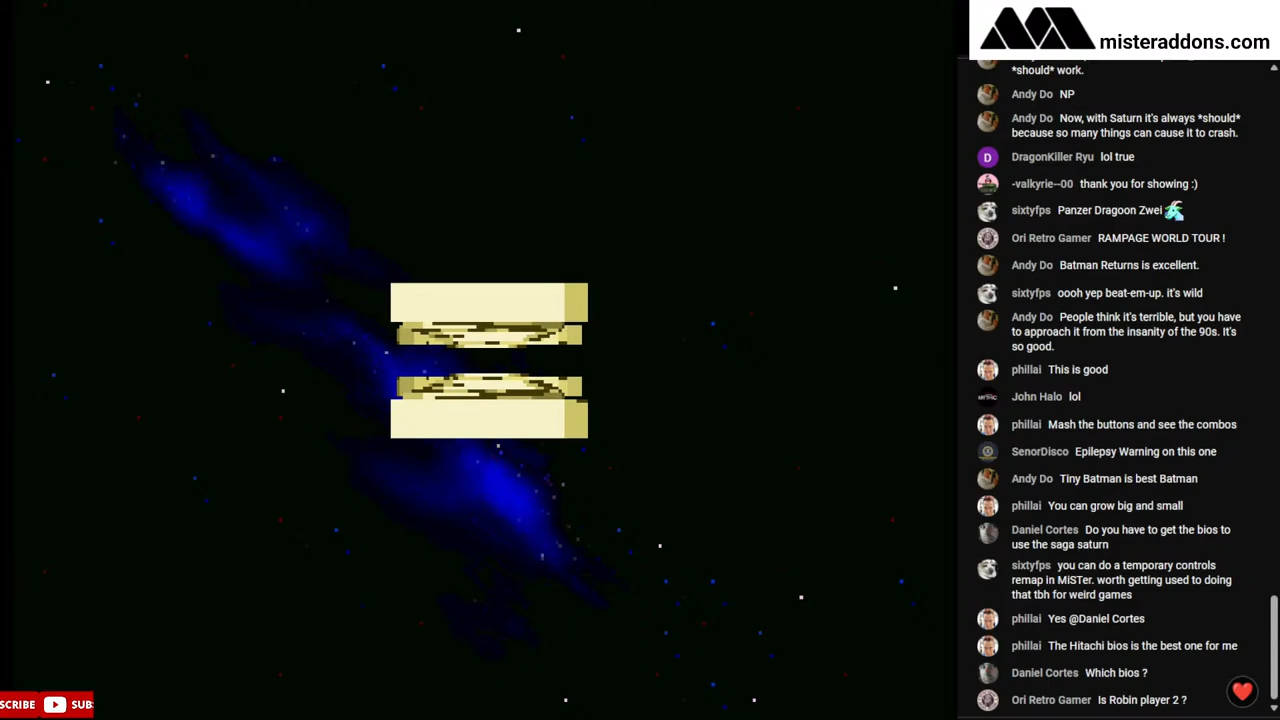 misteraddons.com
*should* work.
Andy Do NP
Andy Do Now, with Saturn it's always *should*
because so many things can cause it to crash.
D
DragonKiller Ryu lol true
-valkyrie--00 thank you for showing :)
sixtyfps Panzer Dragoon Zwei
Ori Retro Gamer RAMPAGE WORLD TOUR !
Andy Do Batman Returns is excellent.
sixtyfps oooh yep beat-em-up. it's wild
Andy Do People think it's terrible, but you have
to approach it from the insanity of the 90s. It's
so good.
phillai This is good
John Halo lol
phillai Mash the buttons and see the combos
SenorDisco Epilepsy Warning on this one
Andy Do Tiny Batman is best Batman
phillai You can grow big and small
Daniel Cortes Do you have to get the bios to
use the saga saturn
sixtyfps you can do a temporary controls
remap in MiSTer. worth getting used to doing
that tbh for weird games
phillai Yes @Daniel Cortes
phillai The Hitachi bios is the best one for me
Daniel Cortes Which bios ?
Ori Retro Gamer Is Robin player 2 ?
SCRIBE SUB